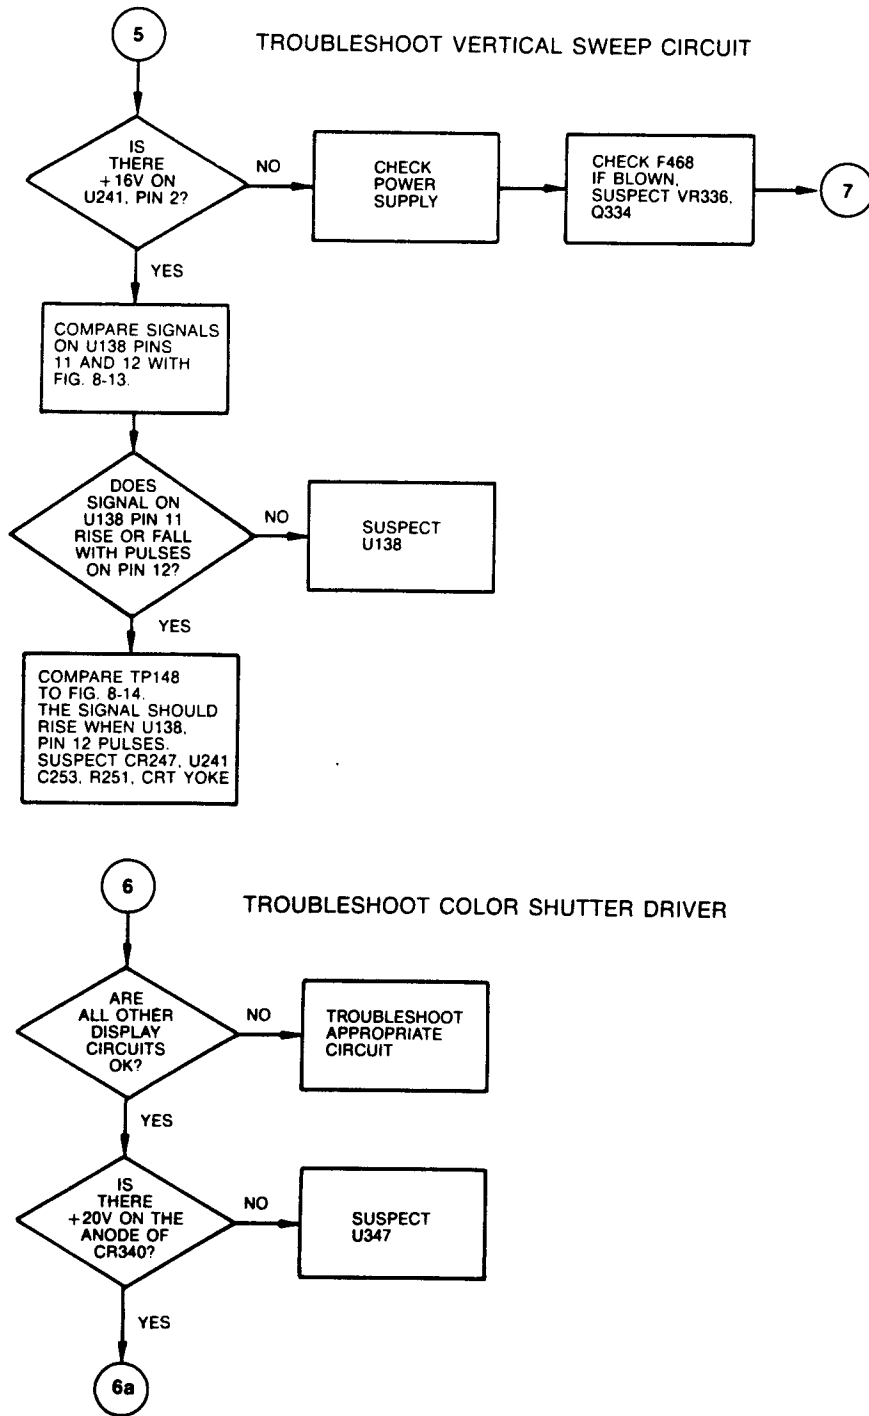 5
TROUBLESHOOT VERTICAL SWEEP CIRCUIT
IS
THERE
+16V ON
U241, PIN 2?
NO
CHECK
POWER
SUPPLY
CHECK F468
IF BLOWN,
SUSPECT VR336,
Q334
7
YES
COMPARE SIGNALS
ON U138 PINS
11 AND 12 WITH
FIG. 8-13.
DOES
SIGNAL ON
U138 PIN 11
RISE OR FALL
WITH PULSES
ON PIN 12?
NO
SUSPECT
U138
YES
COMPARE TP148
TO FIG. 8-14.
THE SIGNAL SHOULD
RISE WHEN U138,
PIN 12 PULSES.
SUSPECT CR247, U241
C253, R251, CRT YOKE
6
TROUBLESHOOT COLOR SHUTTER DRIVER
ARE
ALL OTHER
DISPLAY
CIRCUITS
OK?
NO
TROUBLESHOOT
APPROPRIATE
CIRCUIT
YES
IS
THERE
+20V ON THE
ANODE OF
CR340?
NO
SUSPECT
U347
YES
6a